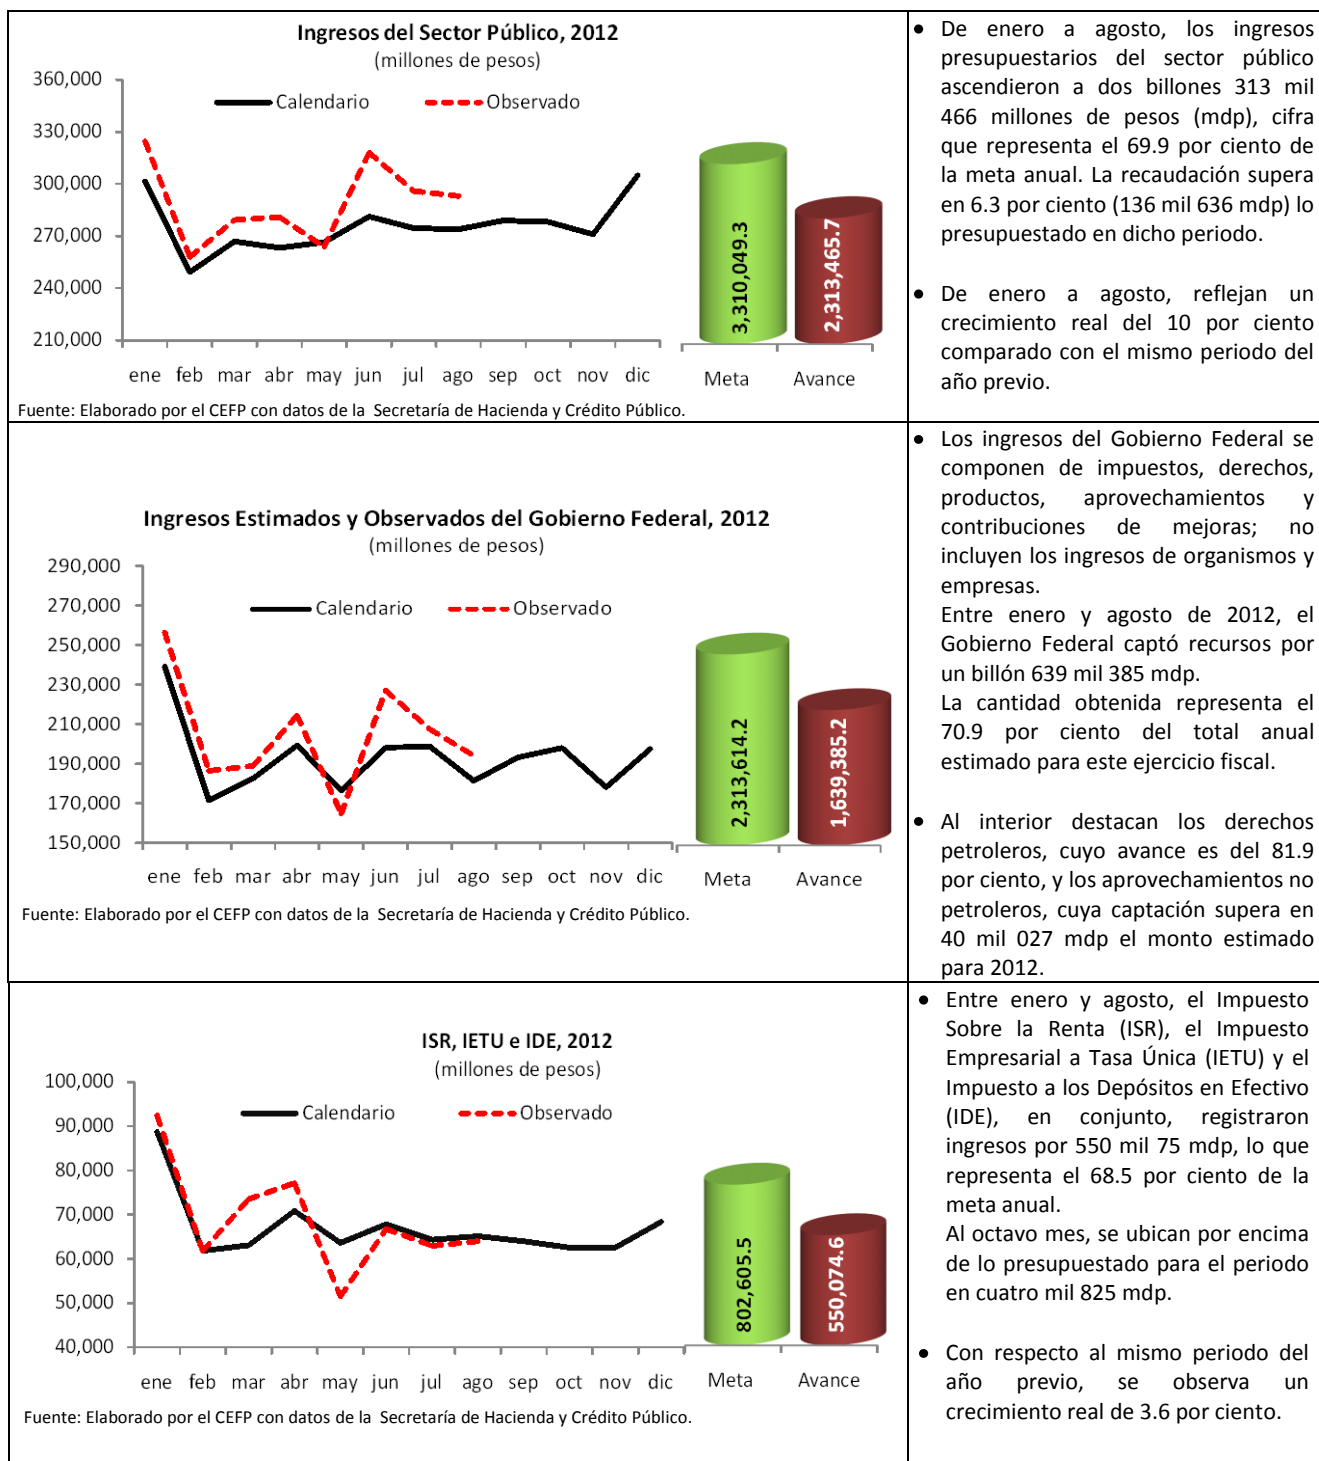 Ingresos del Sector Público, 2012
(millones de pesos)
360,000
330,000
300,000
270,000
240,000
210,000
Calendario
Observado
ene feb mar abr may jun jul ago sep oct nov dic
3,310,049.3
2,313,465.7
Meta Avance
Fuente: Elaborado por el CEFP con datos de la Secretaría de Hacienda y Crédito Público.
• De enero a agosto, los ingresos
presupuestarios del sector público
ascendieron a dos billones 313 mil
466 millones de pesos (mdp), cifra
que representa el 69.9 por ciento de
la meta anual. La recaudación supera
en 6.3 por ciento (136 mil 636 mdp) lo
presupuestado en dicho periodo.
• De enero a agosto, reflejan un
crecimiento real del 10 por ciento
comparado con el mismo periodo del
año previo.
Ingresos Estimados y Observados del Gobierno Federal, 2012
(millones de pesos)
290,000
270,000
250,000
230,000
210,000
190,000
170,000
150,000
Calendario
Observado
ene feb mar abr may jun jul ago sep oct nov dic
2,313,614.2
1,639,385.2
Meta Avance
Fuente: Elaborado por el CEFP con datos de la Secretaría de Hacienda y Crédito Público.
• Los ingresos del Gobierno Federal se
componen de impuestos, derechos,
productos, aprovechamientos y
contribuciones de mejoras; no
incluyen los ingresos de organismos y
empresas.
Entre enero y agosto de 2012, el
Gobierno Federal captó recursos por
un billón 639 mil 385 mdp.
La cantidad obtenida representa el
70.9 por ciento del total anual
estimado para este ejercicio fiscal.
• Al interior destacan los derechos
petroleros, cuyo avance es del 81.9
por ciento, y los aprovechamientos no
petroleros, cuya captación supera en
40 mil 027 mdp el monto estimado
para 2012.
ISR, IETU e IDE, 2012
(millones de pesos)
100,000
90,000
80,000
70,000
60,000
50,000
40,000
Calendario
Observado
ene feb mar abr may jun jul ago sep oct nov dic
802,605.5
550,074.6
Meta Avance
Fuente: Elaborado por el CEFP con datos de la Secretaría de Hacienda y Crédito Público.
• Entre enero y agosto, el Impuesto
Sobre la Renta (ISR), el Impuesto
Empresarial a Tasa Única (IETU) y el
Impuesto a los Depósitos en Efectivo
(IDE), en conjunto, registraron
ingresos por 550 mil 75 mdp, lo que
representa el 68.5 por ciento de la
meta anual.
Al octavo mes, se ubican por encima
de lo presupuestado para el periodo
en cuatro mil 825 mdp.
• Con respecto al mismo periodo del
año previo, se observa un
crecimiento real de 3.6 por ciento.